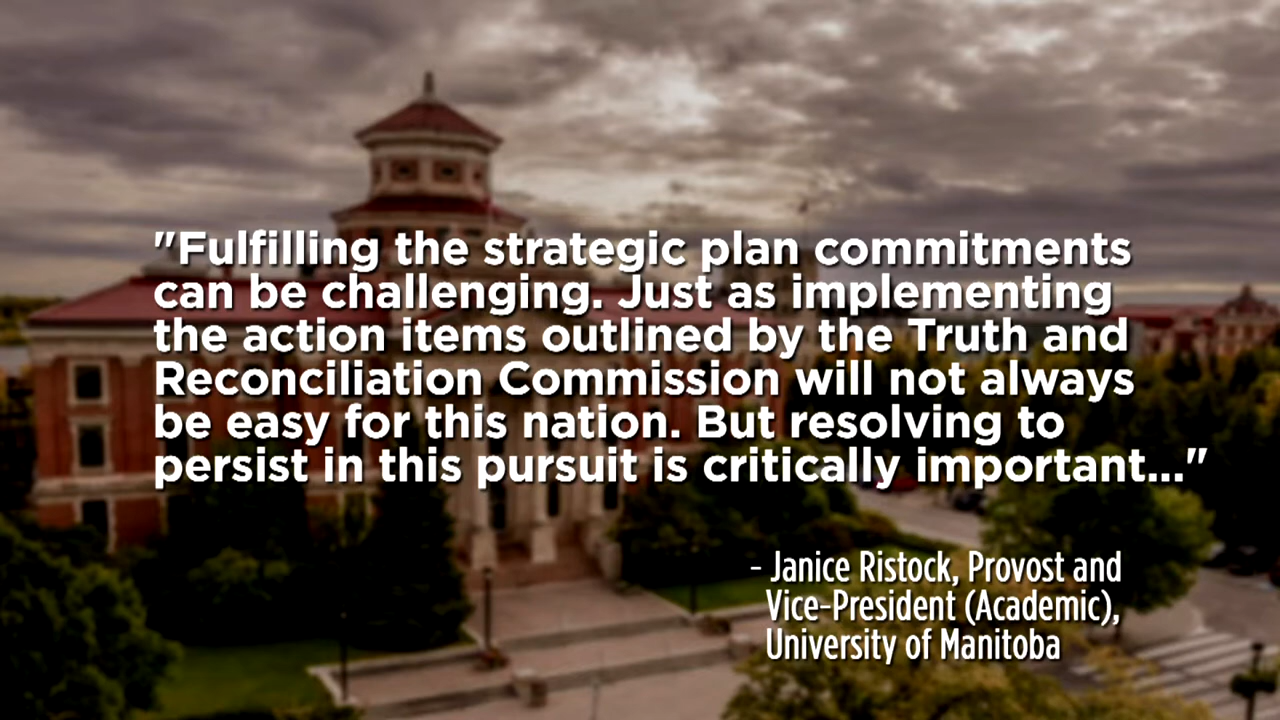 "Fulfilling the strategic plan commitments
can be challenging. Just as implementing
the action items outlined by the Truth and
Reconciliation Commission will not always
be easy for this nation. But resolving to
persist in this pursuit is critically important..."
- Janice Ristock, Provost and
Vice-President (Academic),
University of Manitoba